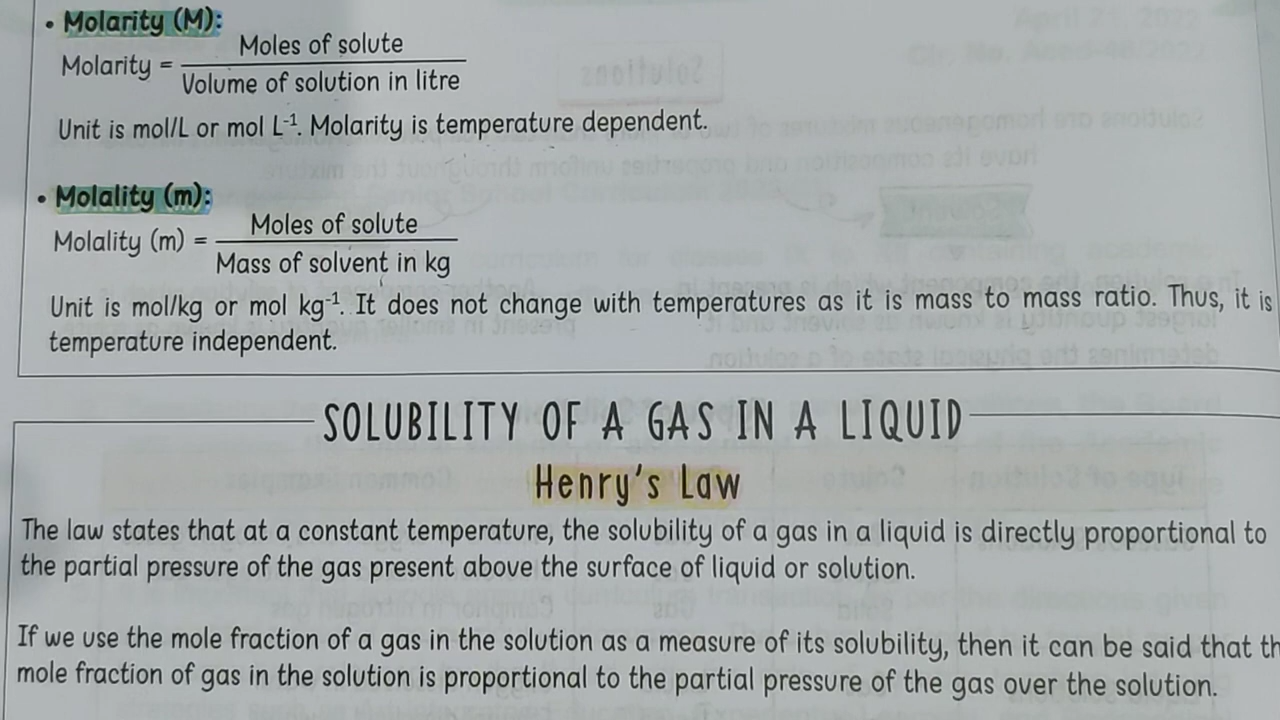 • Molarity (M):
Molarity = Moles of solute / Volume of solution in litre
Unit is mol/L or mol L⁻¹. Molarity is temperature dependent.
• Molality (m):
Molality (m) = Moles of solute / Mass of solvent in kg
Unit is mol/kg or mol kg⁻¹. It does not change with temperatures as it is mass to mass ratio. Thus, it is
temperature independent.
SOLUBILITY OF A GAS IN A LIQUID
Henry's Law
The law states that at a constant temperature, the solubility of a gas in a liquid is directly proportional to
the partial pressure of the gas present above the surface of liquid or solution.
If we use the mole fraction of a gas in the solution as a measure of its solubility, then it can be said that th
mole fraction of gas in the solution is proportional to the partial pressure of the gas over the solution.